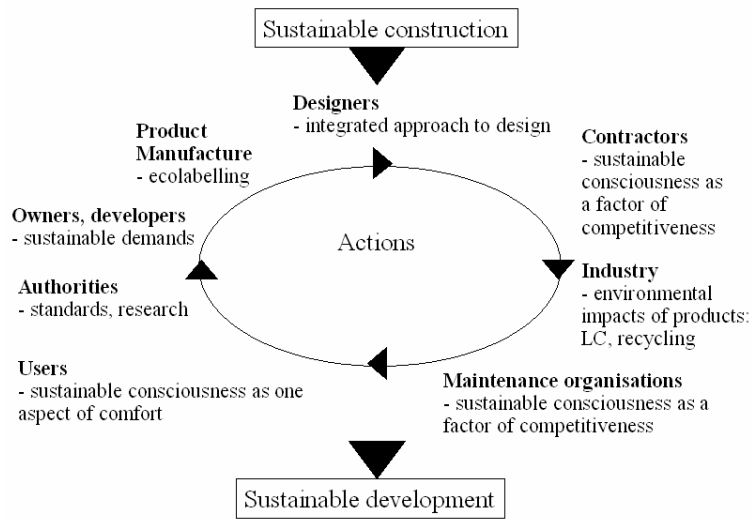 Sustainable construction
Designers
- integrated approach to design
Product
Manufacture
- ecolabelling
Contractors
- sustainable
consciousness as
a factor of
competitiveness
Owners, developers
- sustainable demands
Actions
Authorities
- standards, research
Industry
- environmental
impacts of products:
LC, recycling
Users
- sustainable consciousness as one
aspect of comfort
Maintenance organisations
- sustainable consciousness as a
factor of competitiveness
Sustainable development